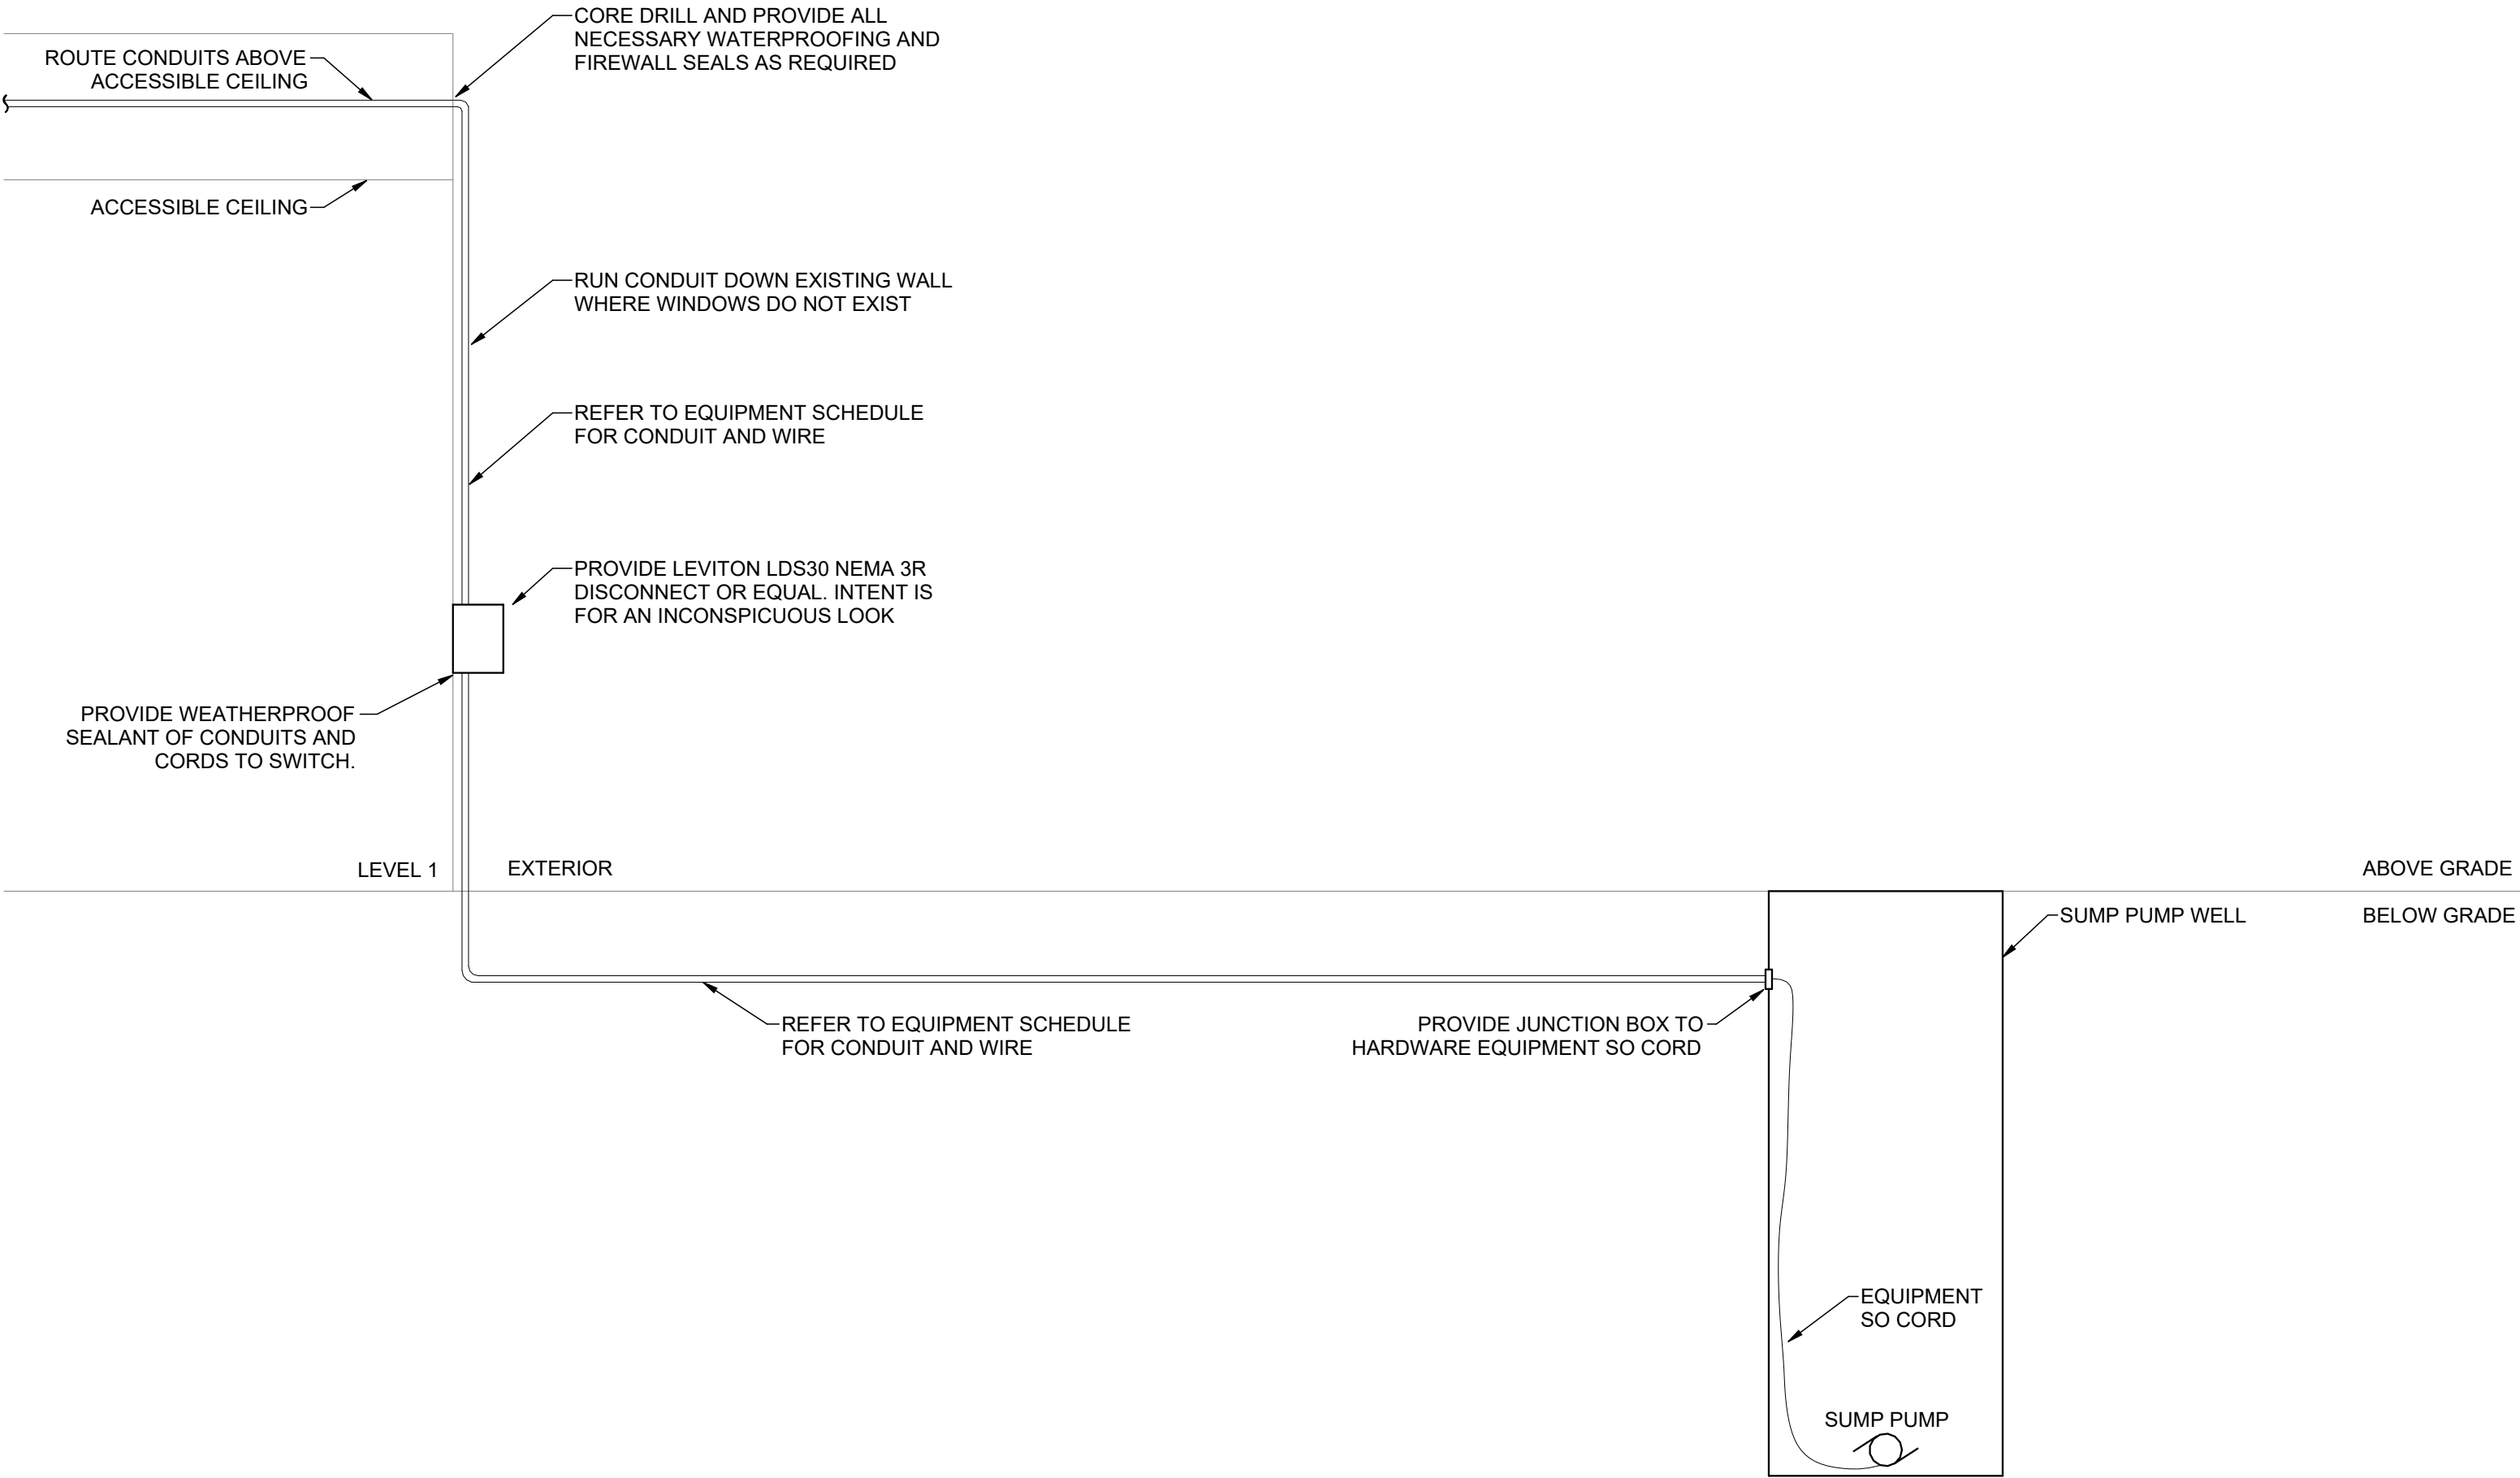 CORE DRILL AND PROVIDE ALL
NECESSARY WATERPROOFING AND
FIREWALL SEALS AS REQUIRED
ROUTE CONDUITS ABOVE
ACCESSIBLE CEILING
ACCESSIBLE CEILING
RUN CONDUIT DOWN EXISTING WALL
WHERE WINDOWS DO NOT EXIST
REFER TO EQUIPMENT SCHEDULE
FOR CONDUIT AND WIRE
PROVIDE LEVITON LDS30 NEMA 3R
DISCONNECT OR EQUAL. INTENT IS
FOR AN INCONSPICUOUS LOOK
PROVIDE WEATHERPROOF
SEALANT OF CONDUITS AND
CORDS TO SWITCH.
LEVEL 1
EXTERIOR
ABOVE GRADE
SUMP PUMP WELL
BELOW GRADE
REFER TO EQUIPMENT SCHEDULE
FOR CONDUIT AND WIRE
PROVIDE JUNCTION BOX TO
HARDWARE EQUIPMENT SO CORD
EQUIPMENT
SO CORD
SUMP PUMP